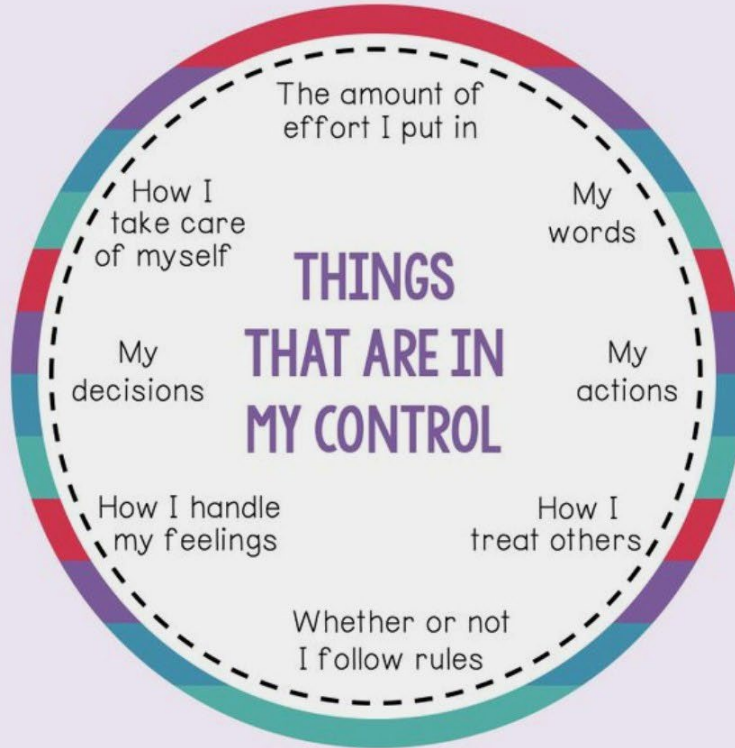 The amount of
effort I put in
My
words
My
actions
How I
treat others
Whether or not
I follow rules
How I handle
my feelings
My
decisions
How I
take care
of myself
THINGS
THAT ARE IN
MY CONTROL